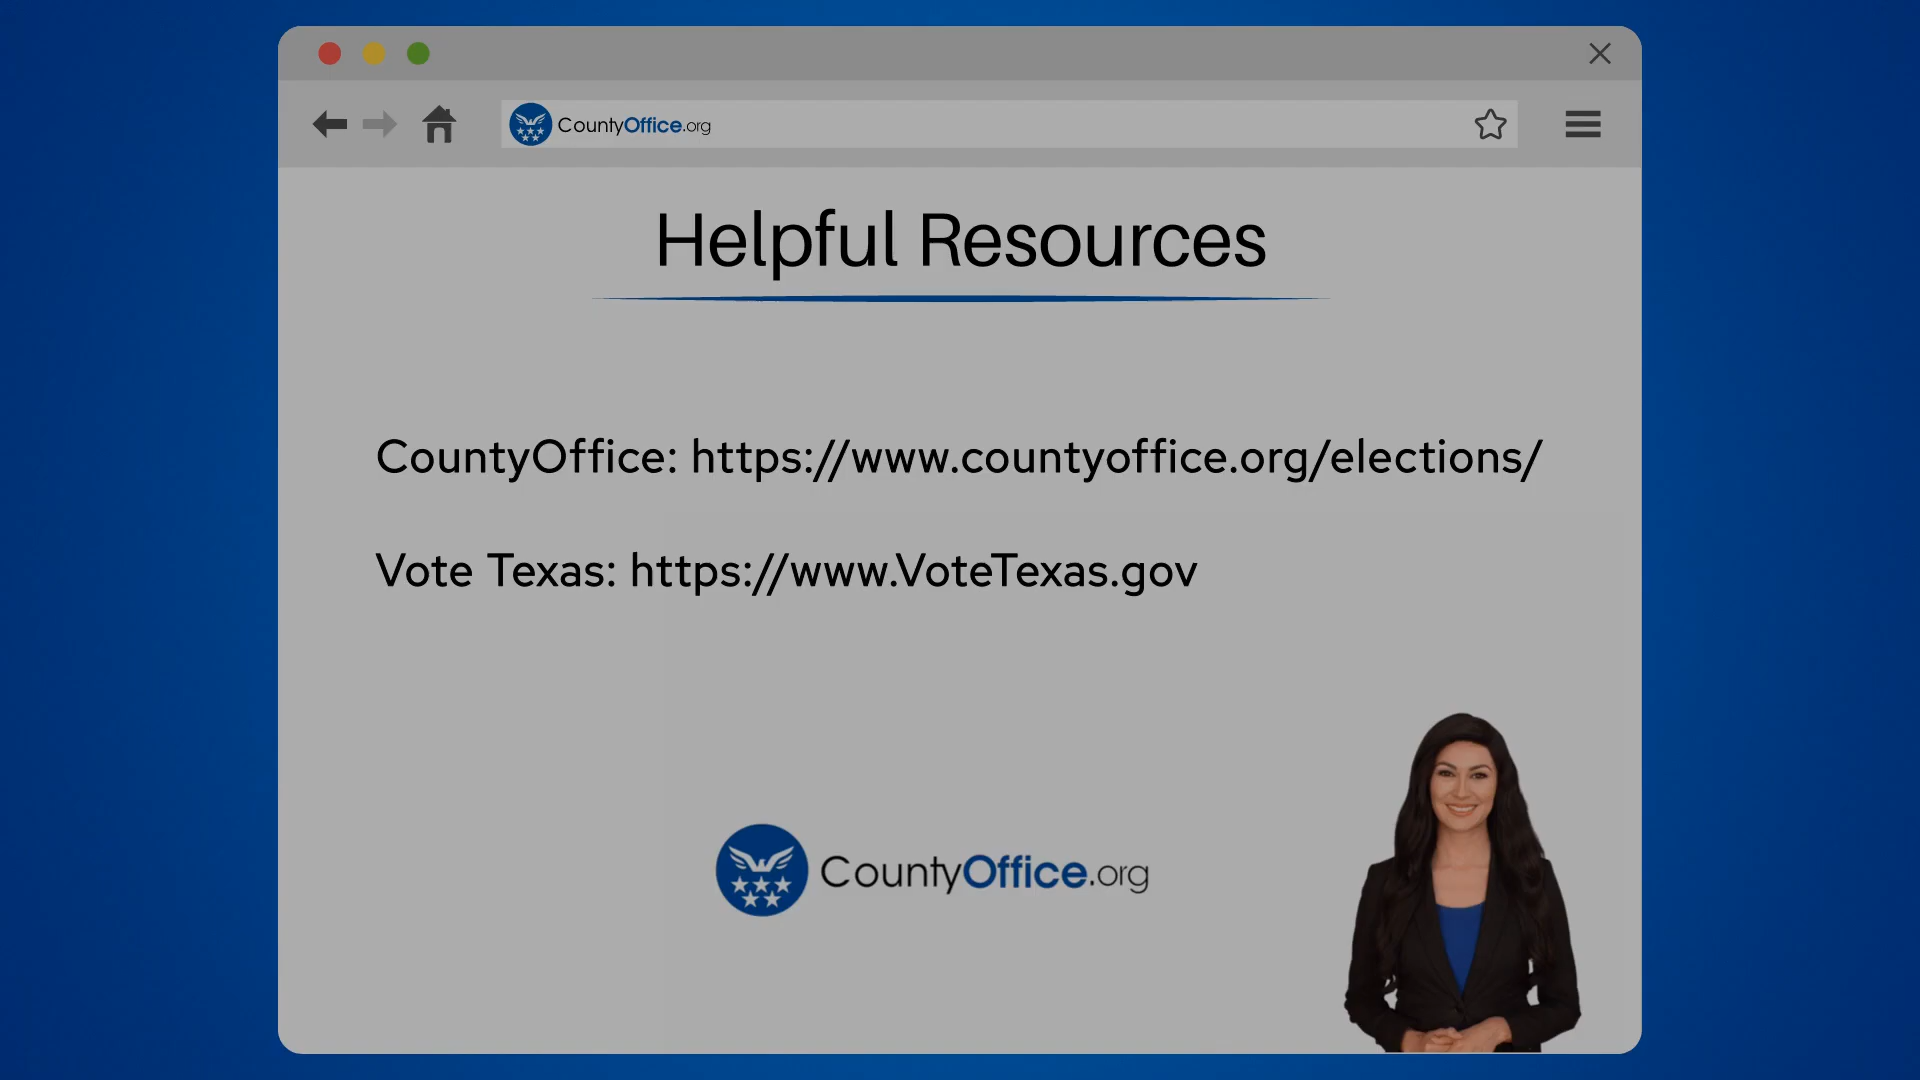 CountyOffice.org
Helpful Resources
CountyOffice: https://www.countyoffice.org/elections/
Vote Texas: https://www.VoteTexas.gov
CountyOffice.org